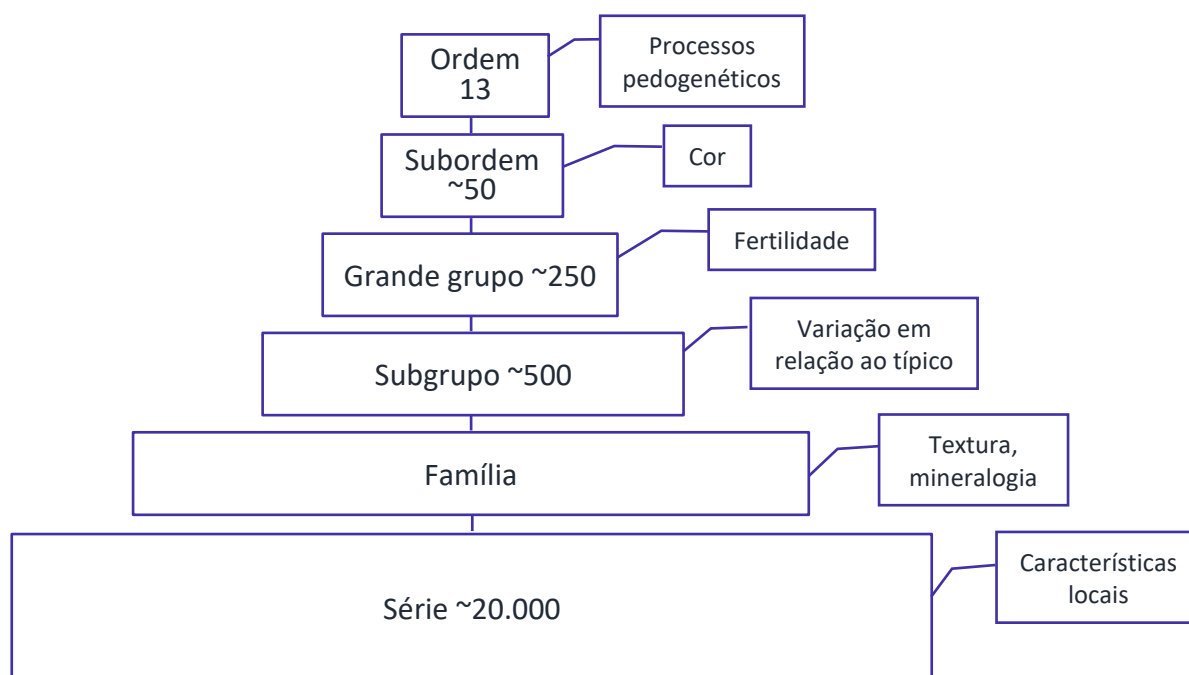 Ordem
13
Processos
pedogenéticos
Subordem
~50
Cor
Grande grupo ~250
Fertilidade
Subgrupo ~500
Variação em
relação ao típico
Família
Textura,
mineralogia
Série ~20.000
Características
locais